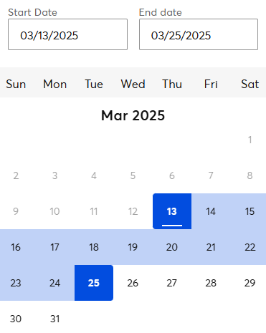 Start Date End date
03/13/2025 03/25/2025
Sun Mon Tue Wed Thu Fri Sat
Mar 2025
1
2 3 4 5 6 7 8
9 10 11 12 13 14 15
16 17 18 19 20 21 22
23 24 25 26 27 28 29
30 31